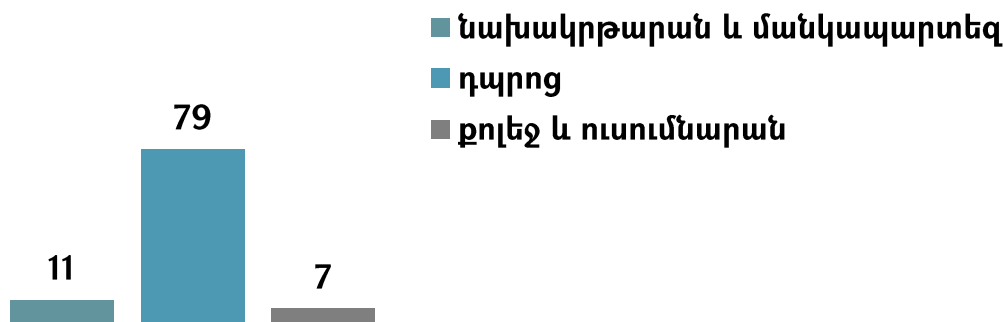 նախակրթարան և մանկապարտեզ
դպրոց
քոլեջ և ուսումնարան
79
11
7